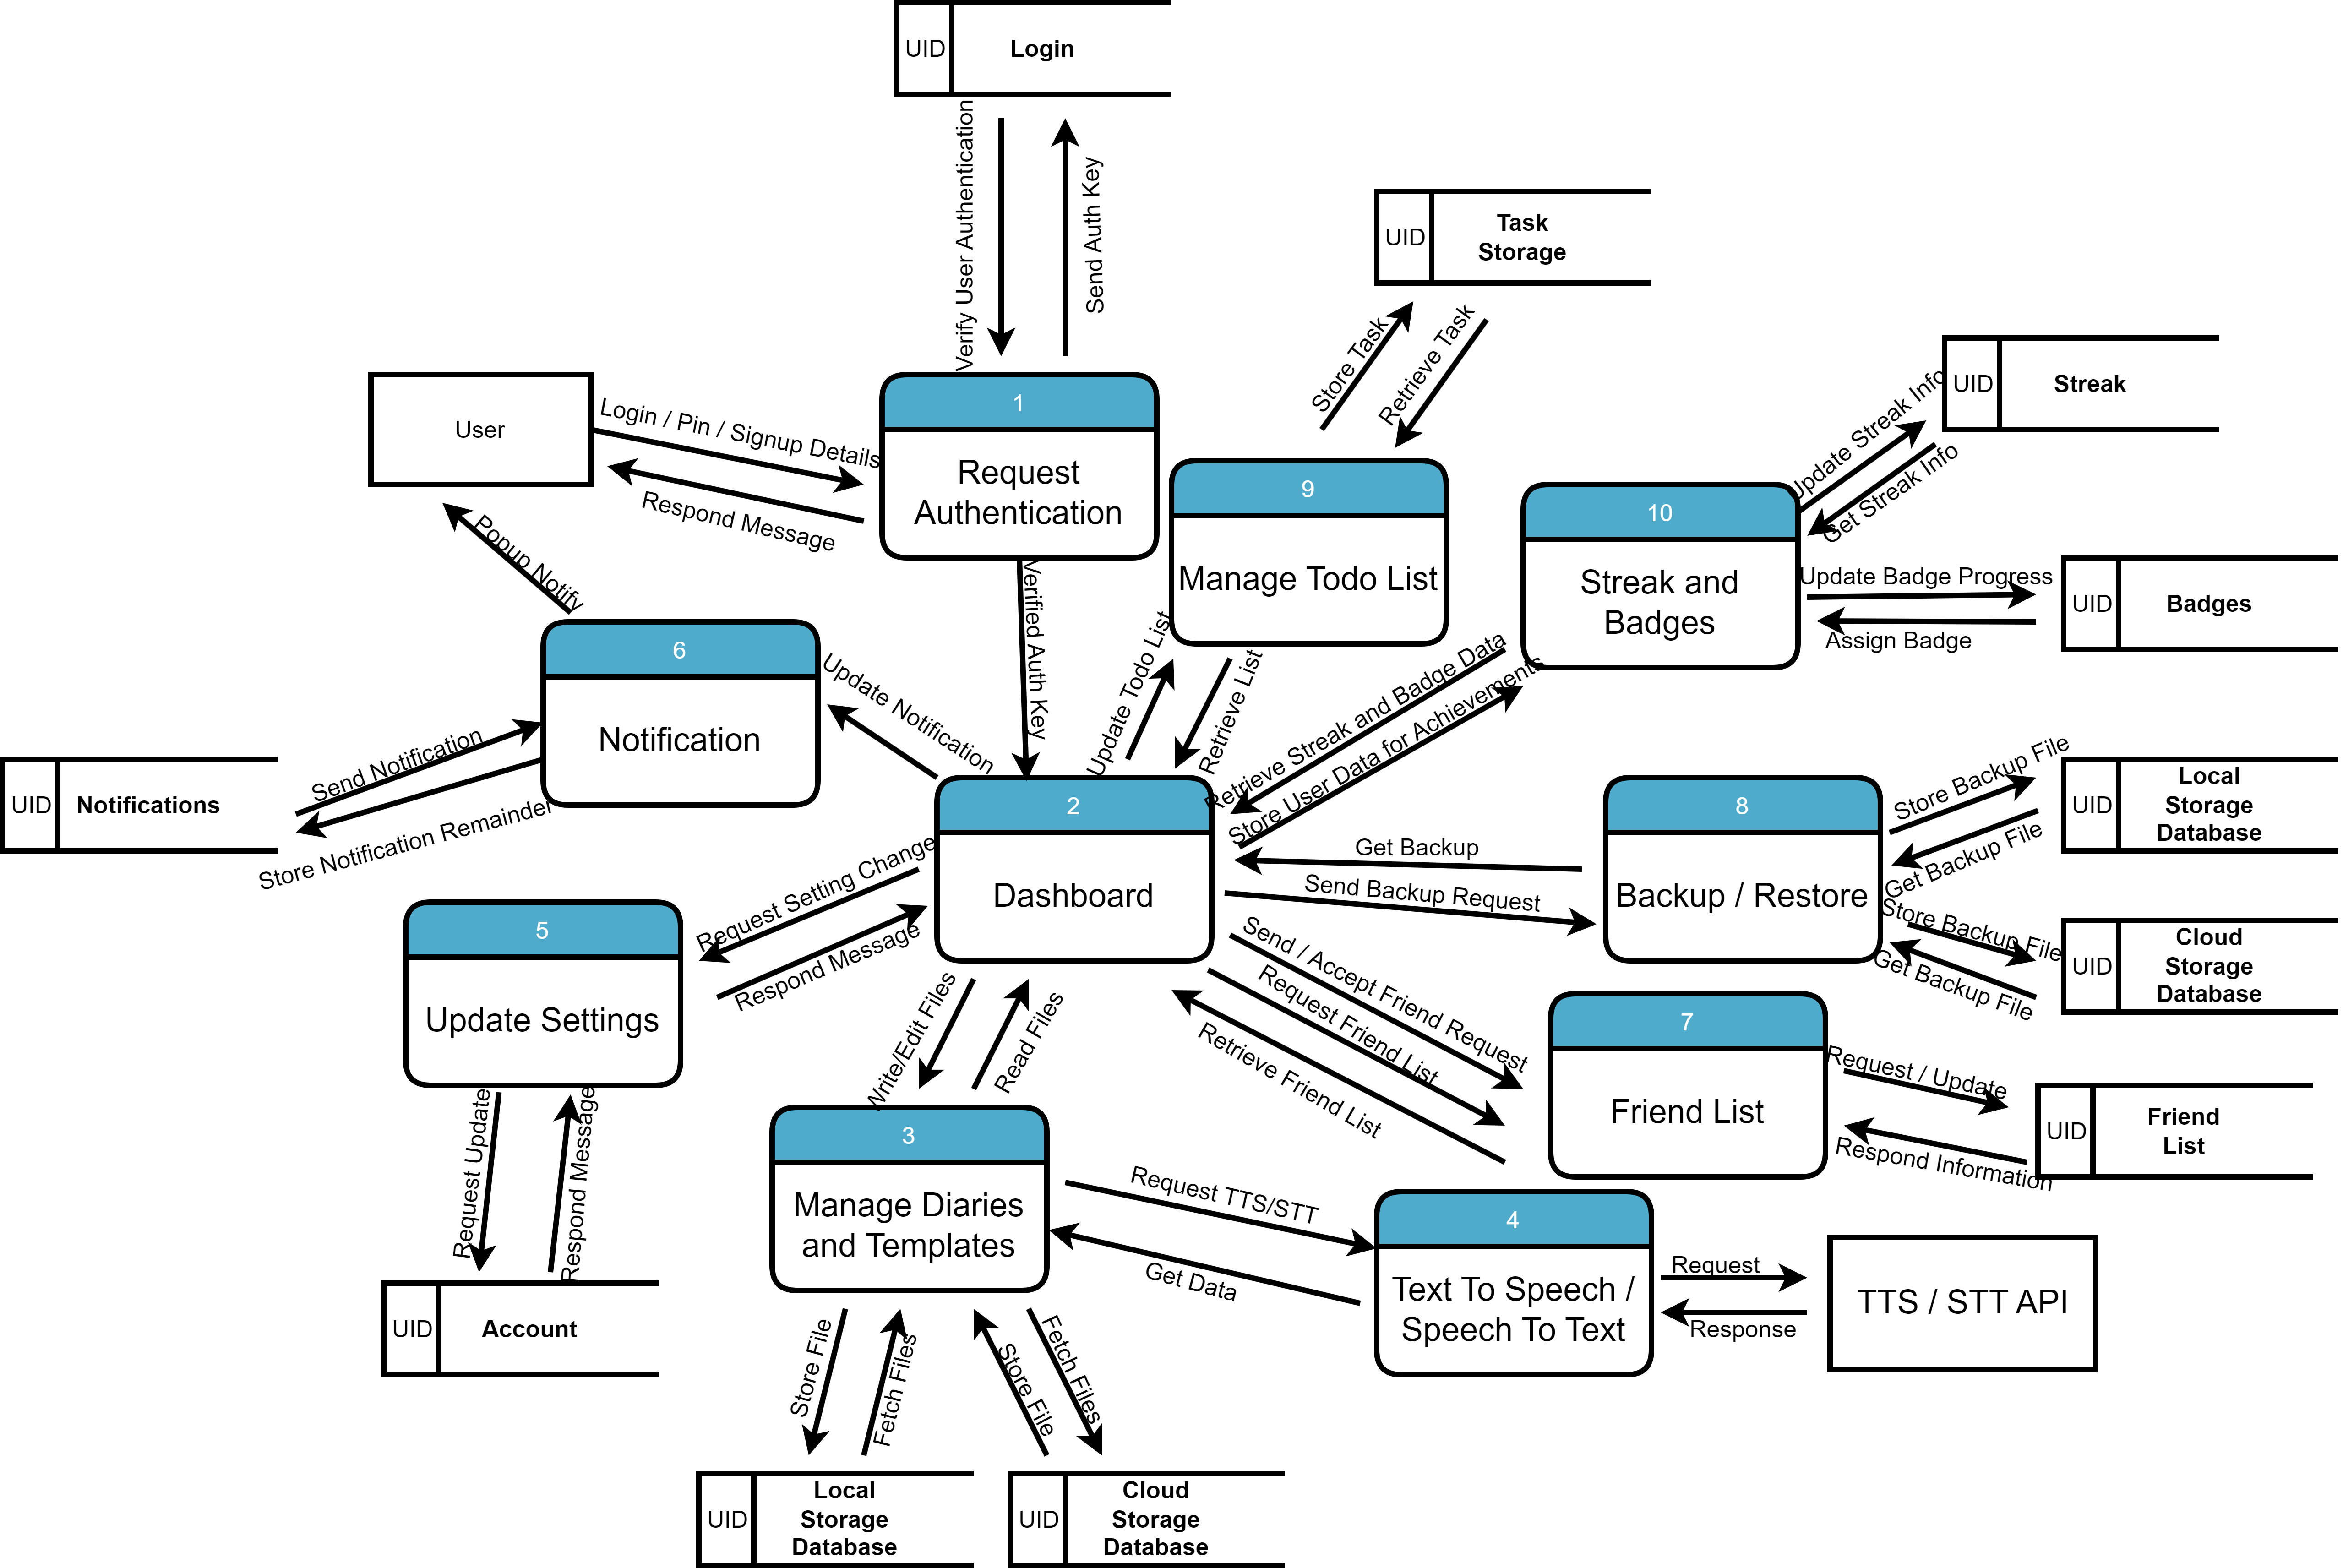 UID
Login
Verify User Authentication
Send Auth Key
UID
Task
Storage
Store Task
Retrieve Task
UID
Streak
Update Streak Info
Get Streak Info
User
Login / Pin / Signup Details
Respond Message
1
Request
Authentication
9
Manage Todo List
10
Streak and
Badges
Update Badge Progress
Assign Badge
UID
Badges
Popup Notify
Verified Auth Key
6
Notification
Update Notification
Update Todo List
Retrieve List
Retrieve Streak and Badge Data
Store User Data for Achievements
UID
Notifications
Send Notification
Store Notification Remainder
2
Dashboard
Get Backup
Send Backup Request
8
Backup / Restore
Store Backup File
Get Backup File
UID
Local
Storage
Database
Store Backup File
Get Backup File
UID
Cloud
Storage
Database
Request Setting Change
Respond Message
5
Update Settings
Write/Edit Files
Read Files
Send / Accept Friend Request
Request Friend List
Retrieve Friend List
7
Friend List
Request / Update
Respond Information
UID
Friend
List
Request Update
Respond Message
3
Manage Diaries
and Templates
Request TTS/STT
Get Data
4
Text To Speech /
Speech To Text
Request
Response
TTS / STT API
UID
Account
Store File
Fetch Files
Store File
Fetch Files
UID
Local
Storage
Database
UID
Cloud
Storage
Database